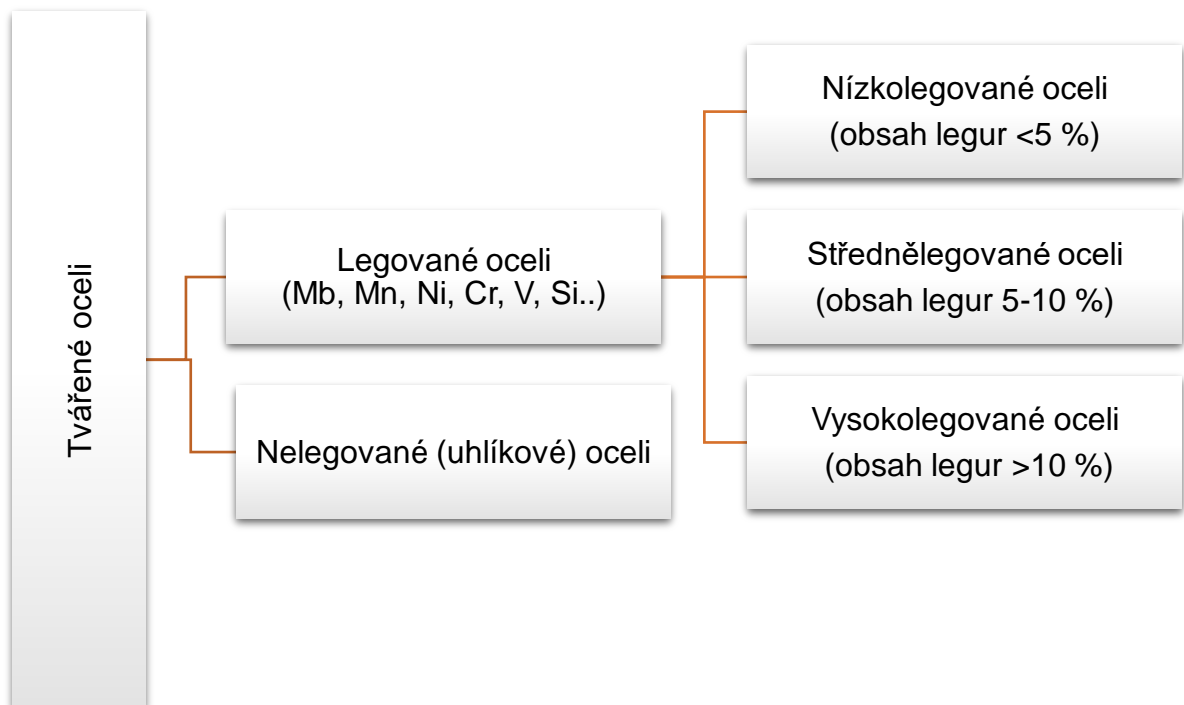 Tvářené oceli
Legované oceli
(Mb, Mn, Ni, Cr, V, Si..)
Nelegované (uhlíkové) oceli
Nízkolegované oceli
(obsah legur <5 %)
Střednělegované oceli
(obsah legur 5-10 %)
Vysokolegované oceli
(obsah legur >10 %)